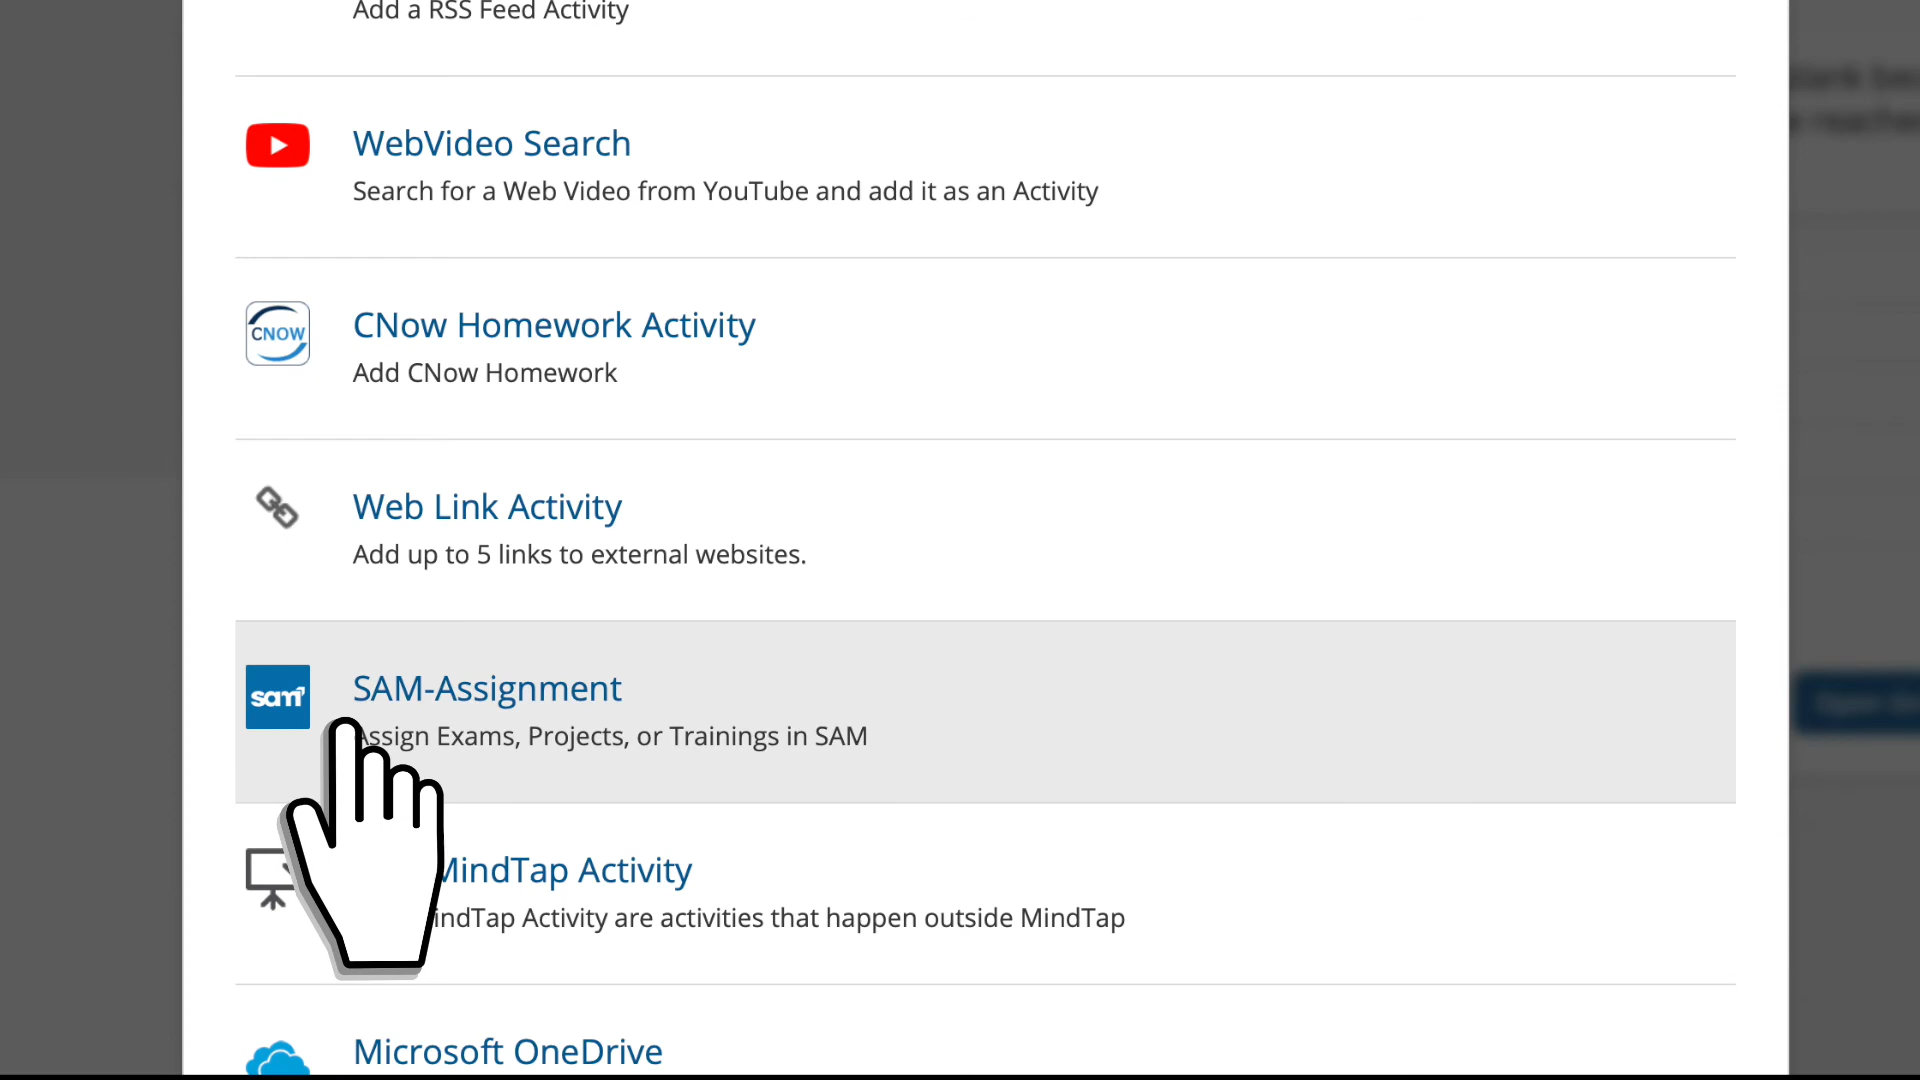 Add a RSS Feed Activity
WebVideo Search
Search for a Web Video from YouTube and add it as an Activity
CNOW
CNow Homework Activity
Add CNow Homework
Web Link Activity
Add up to 5 links to external websites.
sam
SAM-Assignment
Assign Exams, Projects, or Trainings in SAM
MindTap Activity
indTap Activity are activities that happen outside MindTap
Microsoft OneDrive